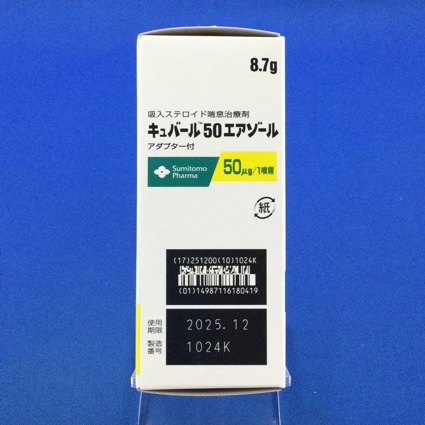 8.7g
吸入ステロイド喘息治療剤
キュバール™50エアゾール
アダプター付
Sumitomo
Pharma
50μg/1噴霧
紙
(17)251200(10)1024K
(01)14987116180419
使用
期限
2025.12
製造
番号
1024K